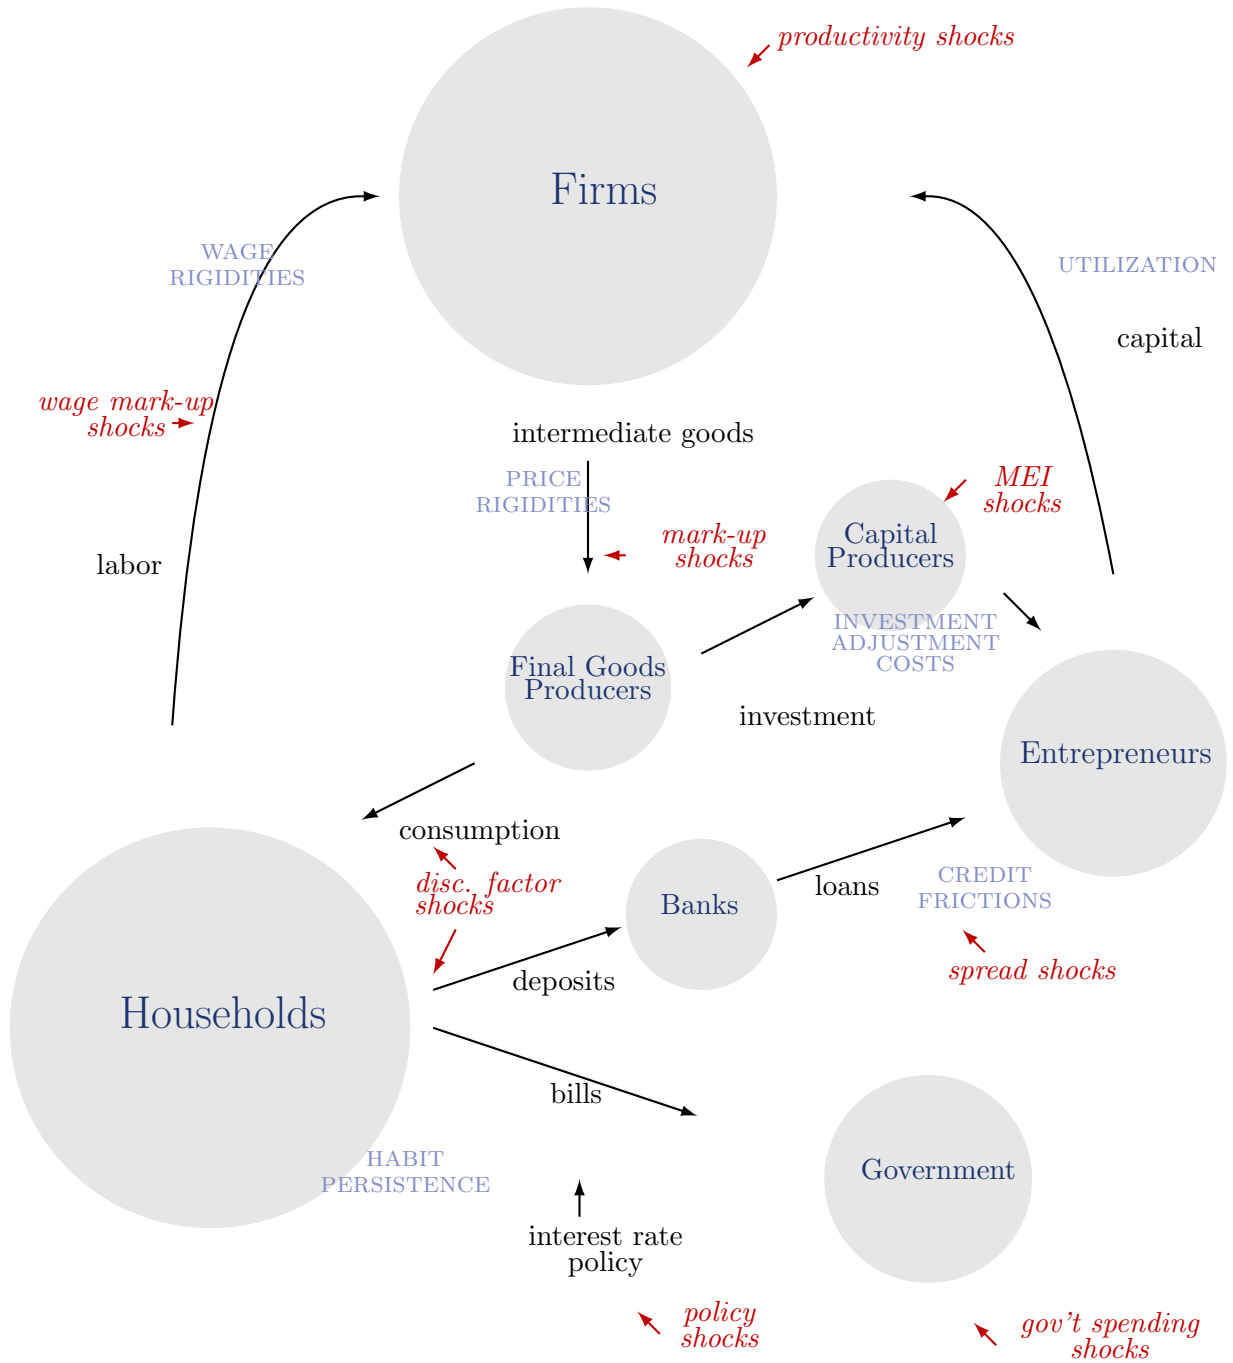 productivity shocks
Firms
WAGE
RIGIDITIES
UTILIZATION
capital
wage mark-up
shocks
intermediate goods
PRICE
RIGIDITIES
MEI
shocks
mark-up
shocks
Capital
Producers
labor
INVESTMENT
ADJUSTMENT
COSTS
Final Goods
Producers
investment
Entrepreneurs
consumption
disc. factor
shocks
Banks
loans
CREDIT
FRICTIONS
spread shocks
deposits
Households
bills
HABIT
PERSISTENCE
Government
interest rate
policy
policy
shocks
gov't spending
shocks